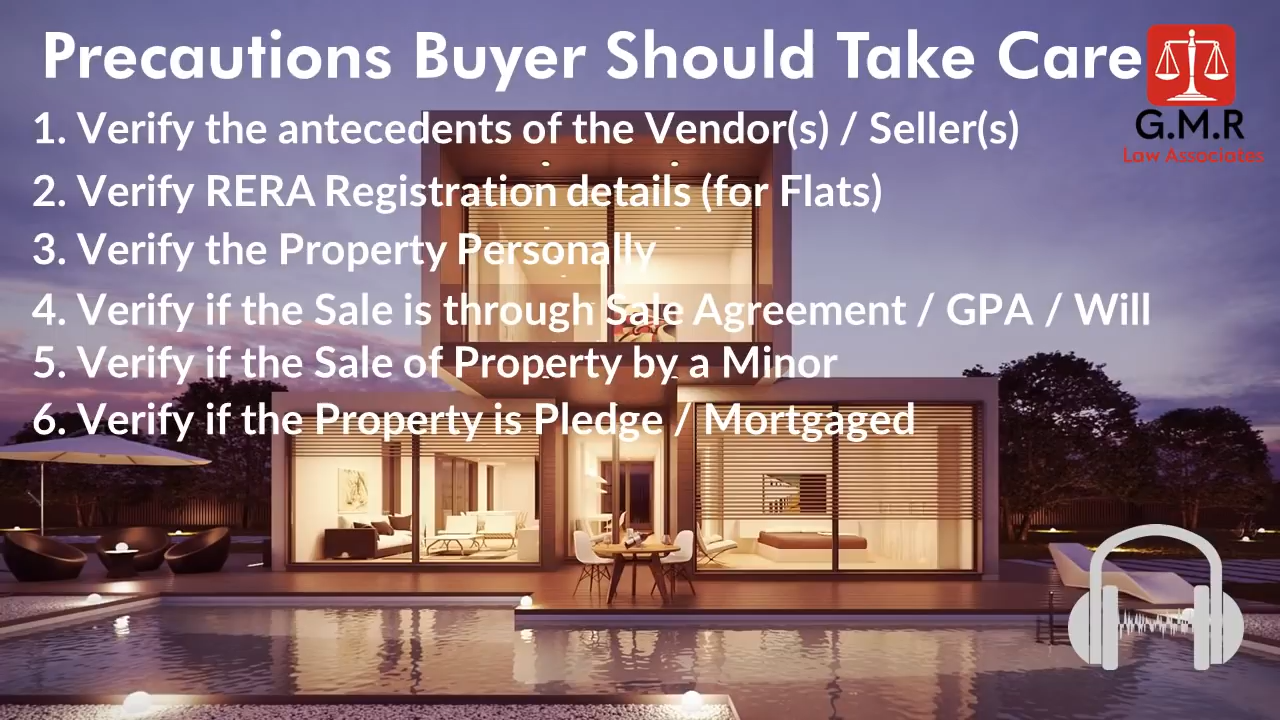 Precautions Buyer Should Take Care
G.M.R
Law Associates
1. Verify the antecedents of the Vendor(s) / Seller(s)
2. Verify RERA Registration details (for Flats)
3. Verify the Property Personally
4. Verify if the Sale is through Sale Agreement / GPA / Will
5. Verify if the Sale of Property by a Minor
6. Verify if the Property is Pledge / Mortgaged